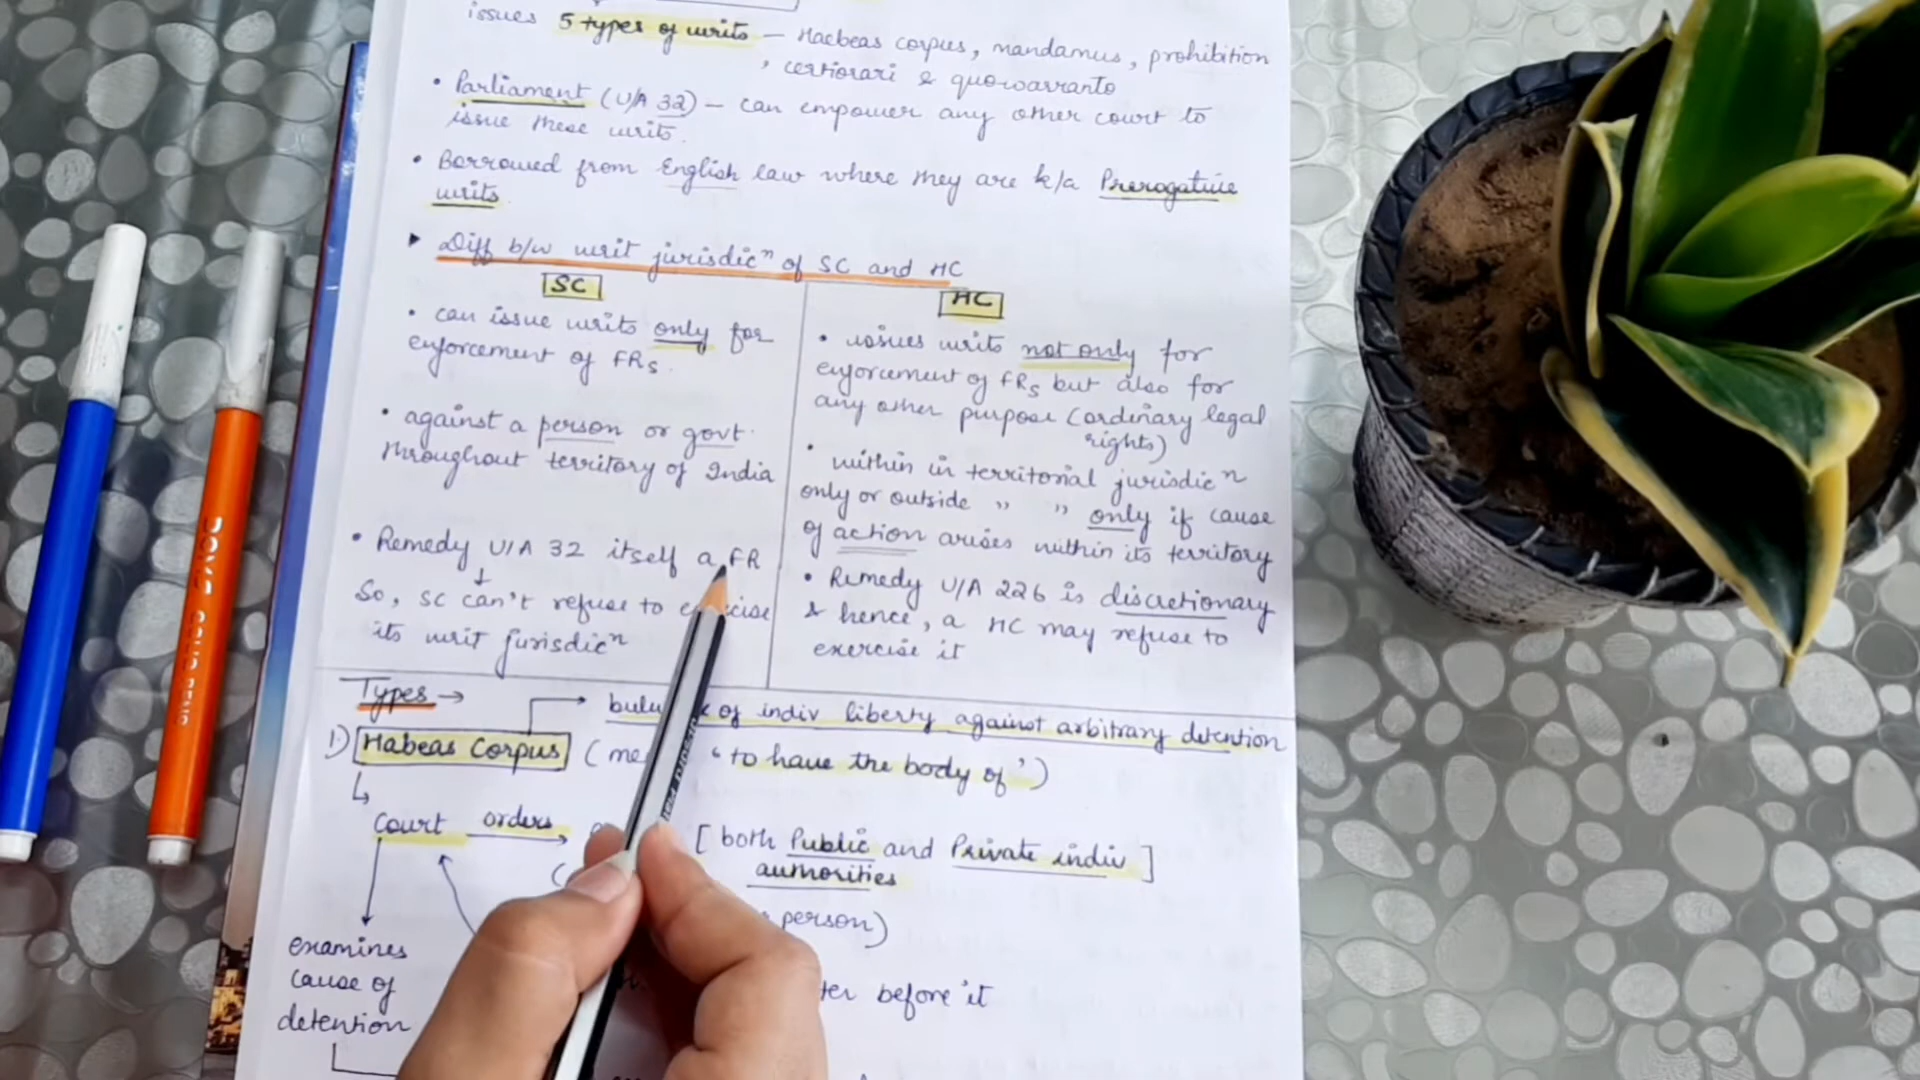 issues 5 types of writs – Haebeas corpus, mandamus, prohibition
, certiorari & quowarranto
• Parliament (U/A 32) – can empower any other court to
issue these writs.
• Borrowed from English law where they are k/a Prerogative
writs.
▸ Diff b/w writ jurisdicⁿ of SC and HC
SC
• can issue writs only for
enforcement of FRs.
• against a person or govt.
throughout territory of India
• Remedy U/A 32 itself a FR
↓
So, SC can't refuse to
its writ jurisdicⁿ
HC
• issues writs not only for
enforcement of FRs but also for
any other purpose (ordinary legal
rights)
• within in territorial jurisdicⁿ
only or outside " " only if cause
of action arises within its territory
• Remedy U/A 226 is discretionary
& hence, a HC may refuse to
exercise it
Types →
of indiv liberty against arbitrary detention
1) Habeas Corpus ( "to have the body of')
Court orders [both Public and Private indiv]
authorities
person)
before it
examines
cause of
detention
DOMS